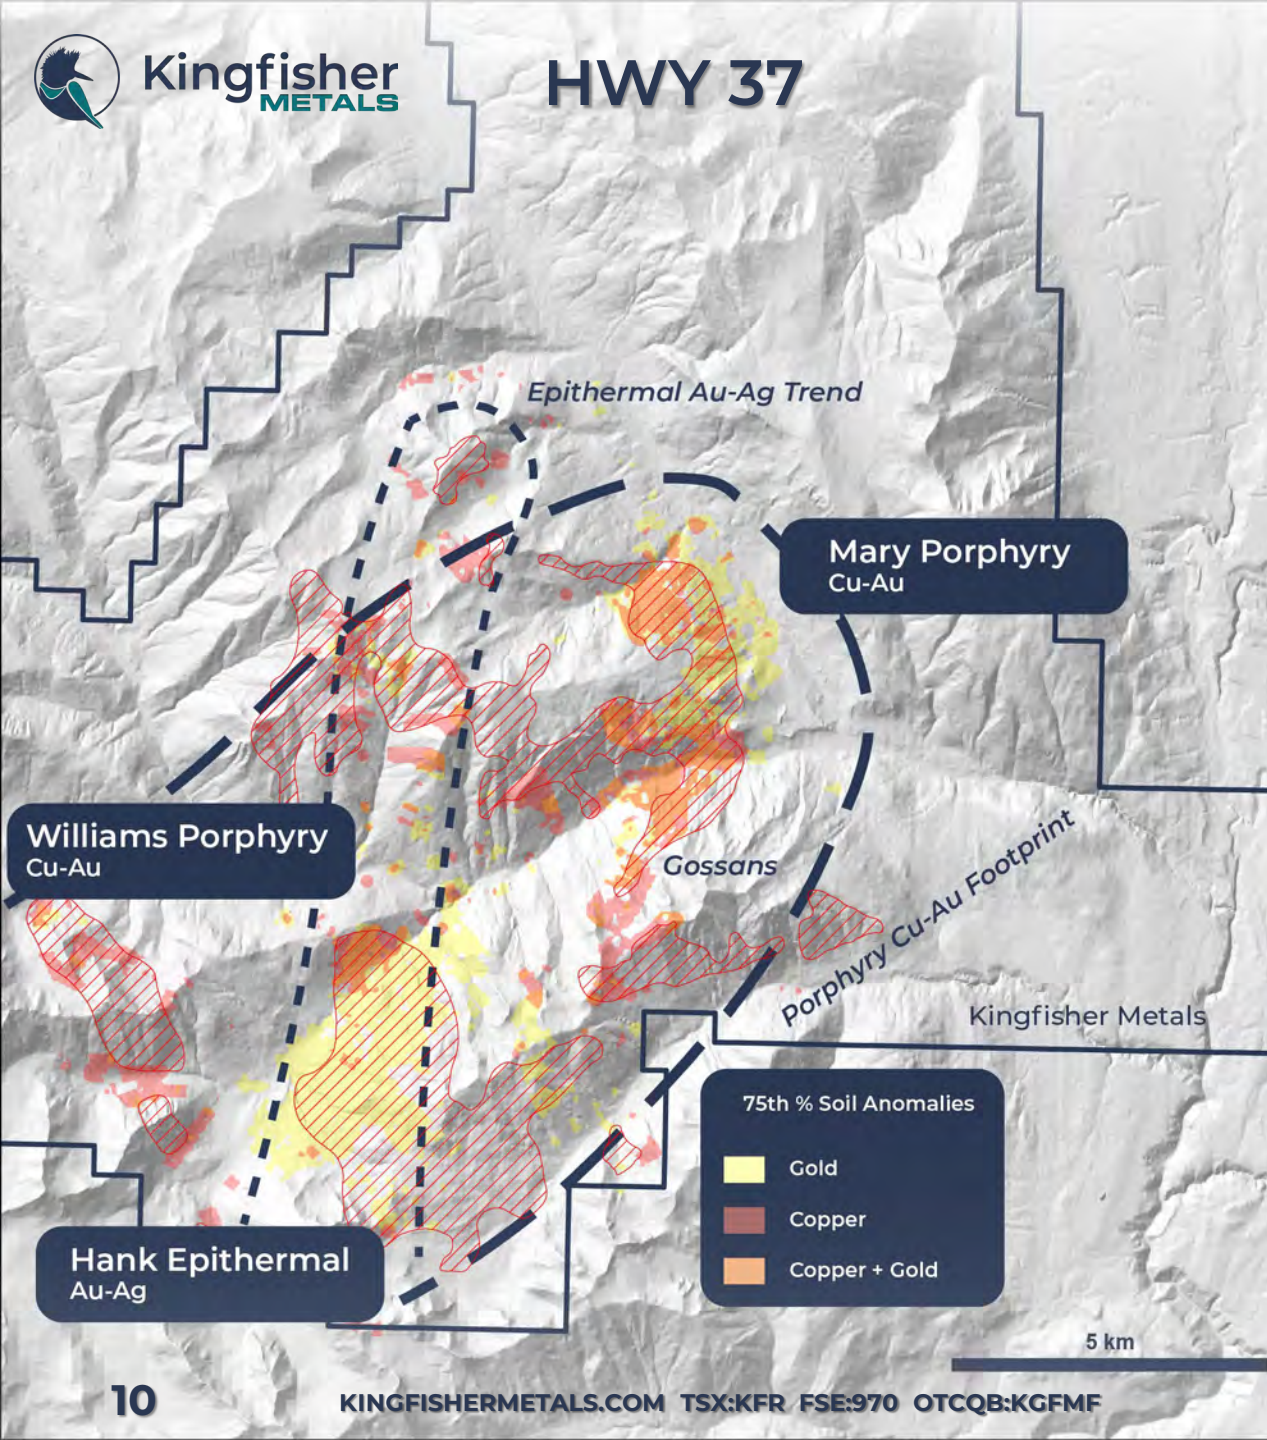 Kingfisher
METALS
HWY 37
Epithermal Au-Ag Trend
Mary Porphyry
Cu-Au
Williams Porphyry
Cu-Au
Gossans
Porphyry Cu-Au Footprint
Kingfisher Metals
75th % Soil Anomalies
Gold
Copper
Copper + Gold
Hank Epithermal
Au-Ag
5 km
10
KINGFISHERMETALS.COM TSX:KFR FSE:970 OTCQB:KGFMF